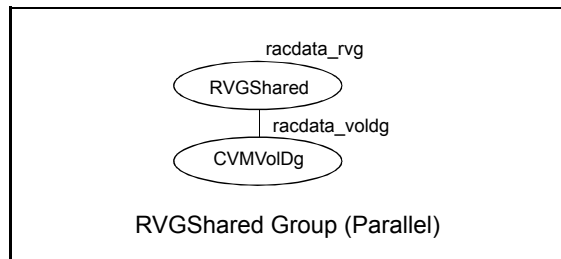 racdata_rvg
RVGShared
racdata_voldg
CVMVolDg
RVGShared Group (Parallel)